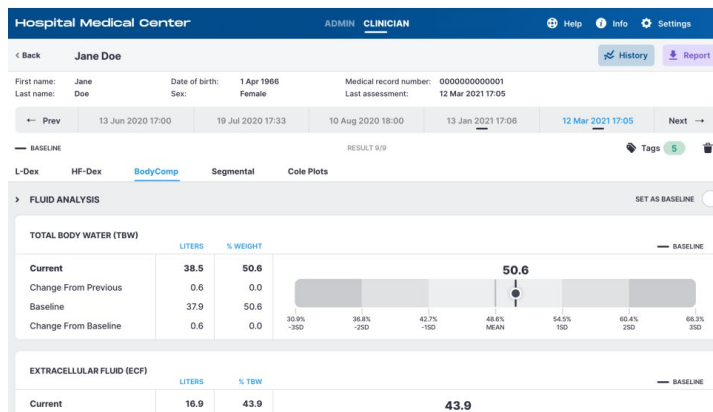 Hospital Medical Center ADMIN CLINICIAN Help Info Settings
< Back Jane Doe History Report
First name: Jane Date of birth: 1 Apr 1966 Medical record number: 0000000000001
Last name: Doe Sex: Female Last assessment: 12 Mar 2021 17:05
← Prev 13 Jun 2020 17:00 19 Jul 2020 17:33 10 Aug 2020 18:00 13 Jan 2021 17:06 12 Mar 2021 17:05 Next →
BASELINE RESULT 9/9 Tags 5
L-Dex HF-Dex BodyComp Segmental Cole Plots
> FLUID ANALYSIS SET AS BASELINE
TOTAL BODY WATER (TBW)
LITERS % WEIGHT BASELINE
Current 38.5 50.6 50.6
Change From Previous 0.6 0.0
Baseline 37.9 50.6
Change From Baseline 0.6 0.0
30.9% 36.8% 42.7% 48.6% 54.5% 60.4% 66.3%
-3SD -2SD -1SD MEAN 1SD 2SD 3SD
EXTRACELLULAR FLUID (ECF)
LITERS % TBW BASELINE
Current 16.9 43.9 43.9